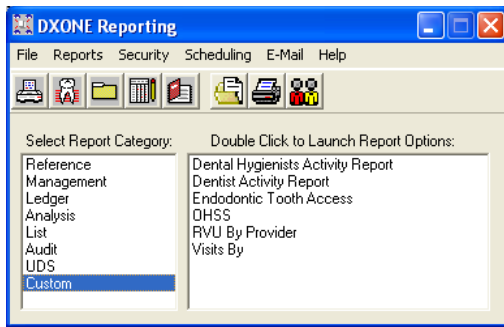 DXONE Reporting
File Reports Security Scheduling E-Mail Help
Select Report Category:
Reference
Management
Ledger
Analysis
List
Audit
UDS
Custom
Double Click to Launch Report Options:
Dental Hygienists Activity Report
Dentist Activity Report
Endodontic Tooth Access
OHSS
RVU By Provider
Visits By